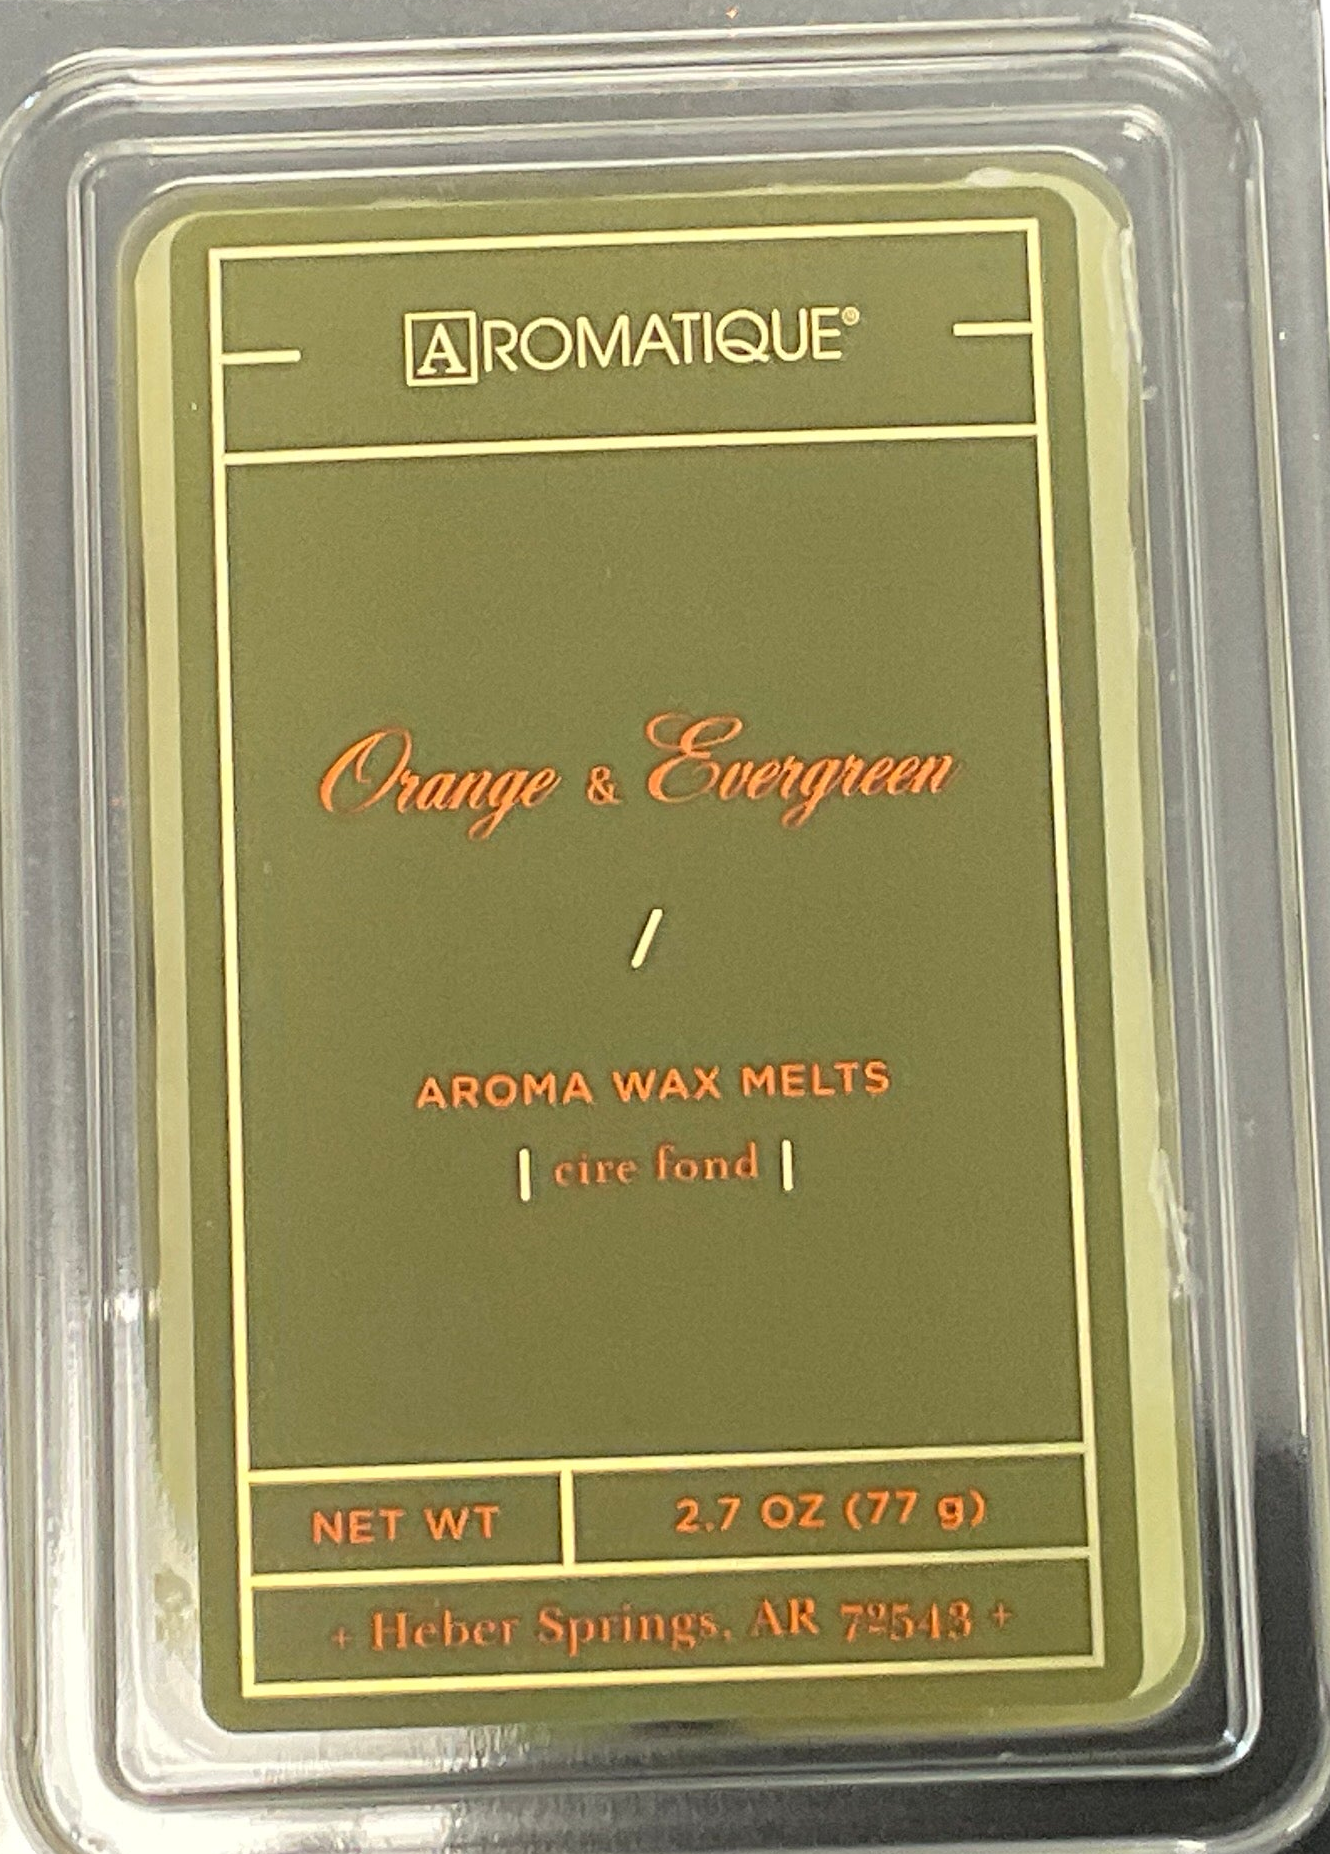 AROMATIQUE®
Orange & Evergreen
/
AROMA WAX MELTS
| cire fond |
NET WT 2.7 OZ (77 g)
+ Heber Springs, AR 72543 +